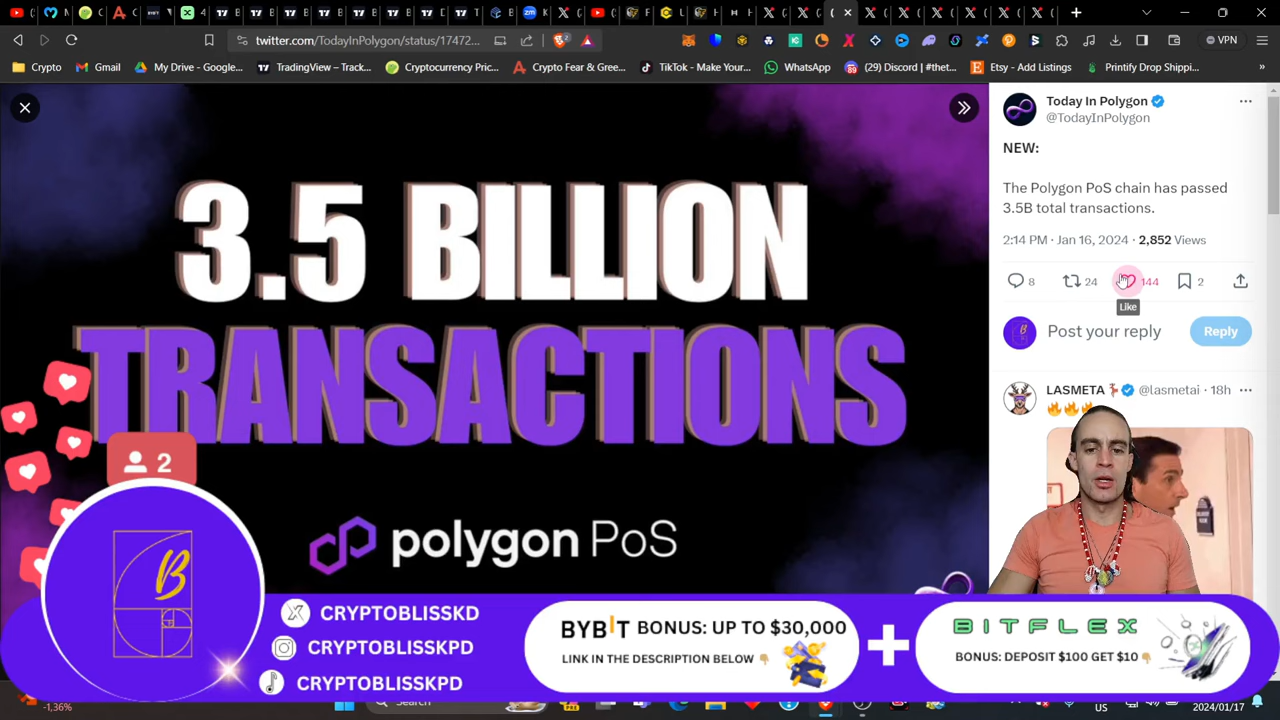 twitter.com/TodayInPolygon/status/17472...
VPN
Crypto
Gmail
My Drive - Google...
TradingView – Track...
Cryptocurrency Pric...
Crypto Fear & Gree...
TikTok - Make Your...
WhatsApp
(29) Discord | #thet...
Etsy - Add Listings
Printify Drop Shippi...
3.5 BILLION
TRANSACTIONS
polygon PoS
Today In Polygon
@TodayInPolygon
NEW:
The Polygon PoS chain has passed
3.5B total transactions.
2:14 PM · Jan 16, 2024 · 2,852 Views
8
24
144
2
Like
Post your reply
Reply
LASMETA
@lasmetai · 18h
2
B
CRYPTOBLISSKD
CRYPTOBLISSKPD
CRYPTOBLISSKPD
BYBIT BONUS: UP TO $30,000
LINK IN THE DESCRIPTION BELOW
+
BITFLEX
BONUS: DEPOSIT $100 GET $10
-1,36%
Search
2024/01/17